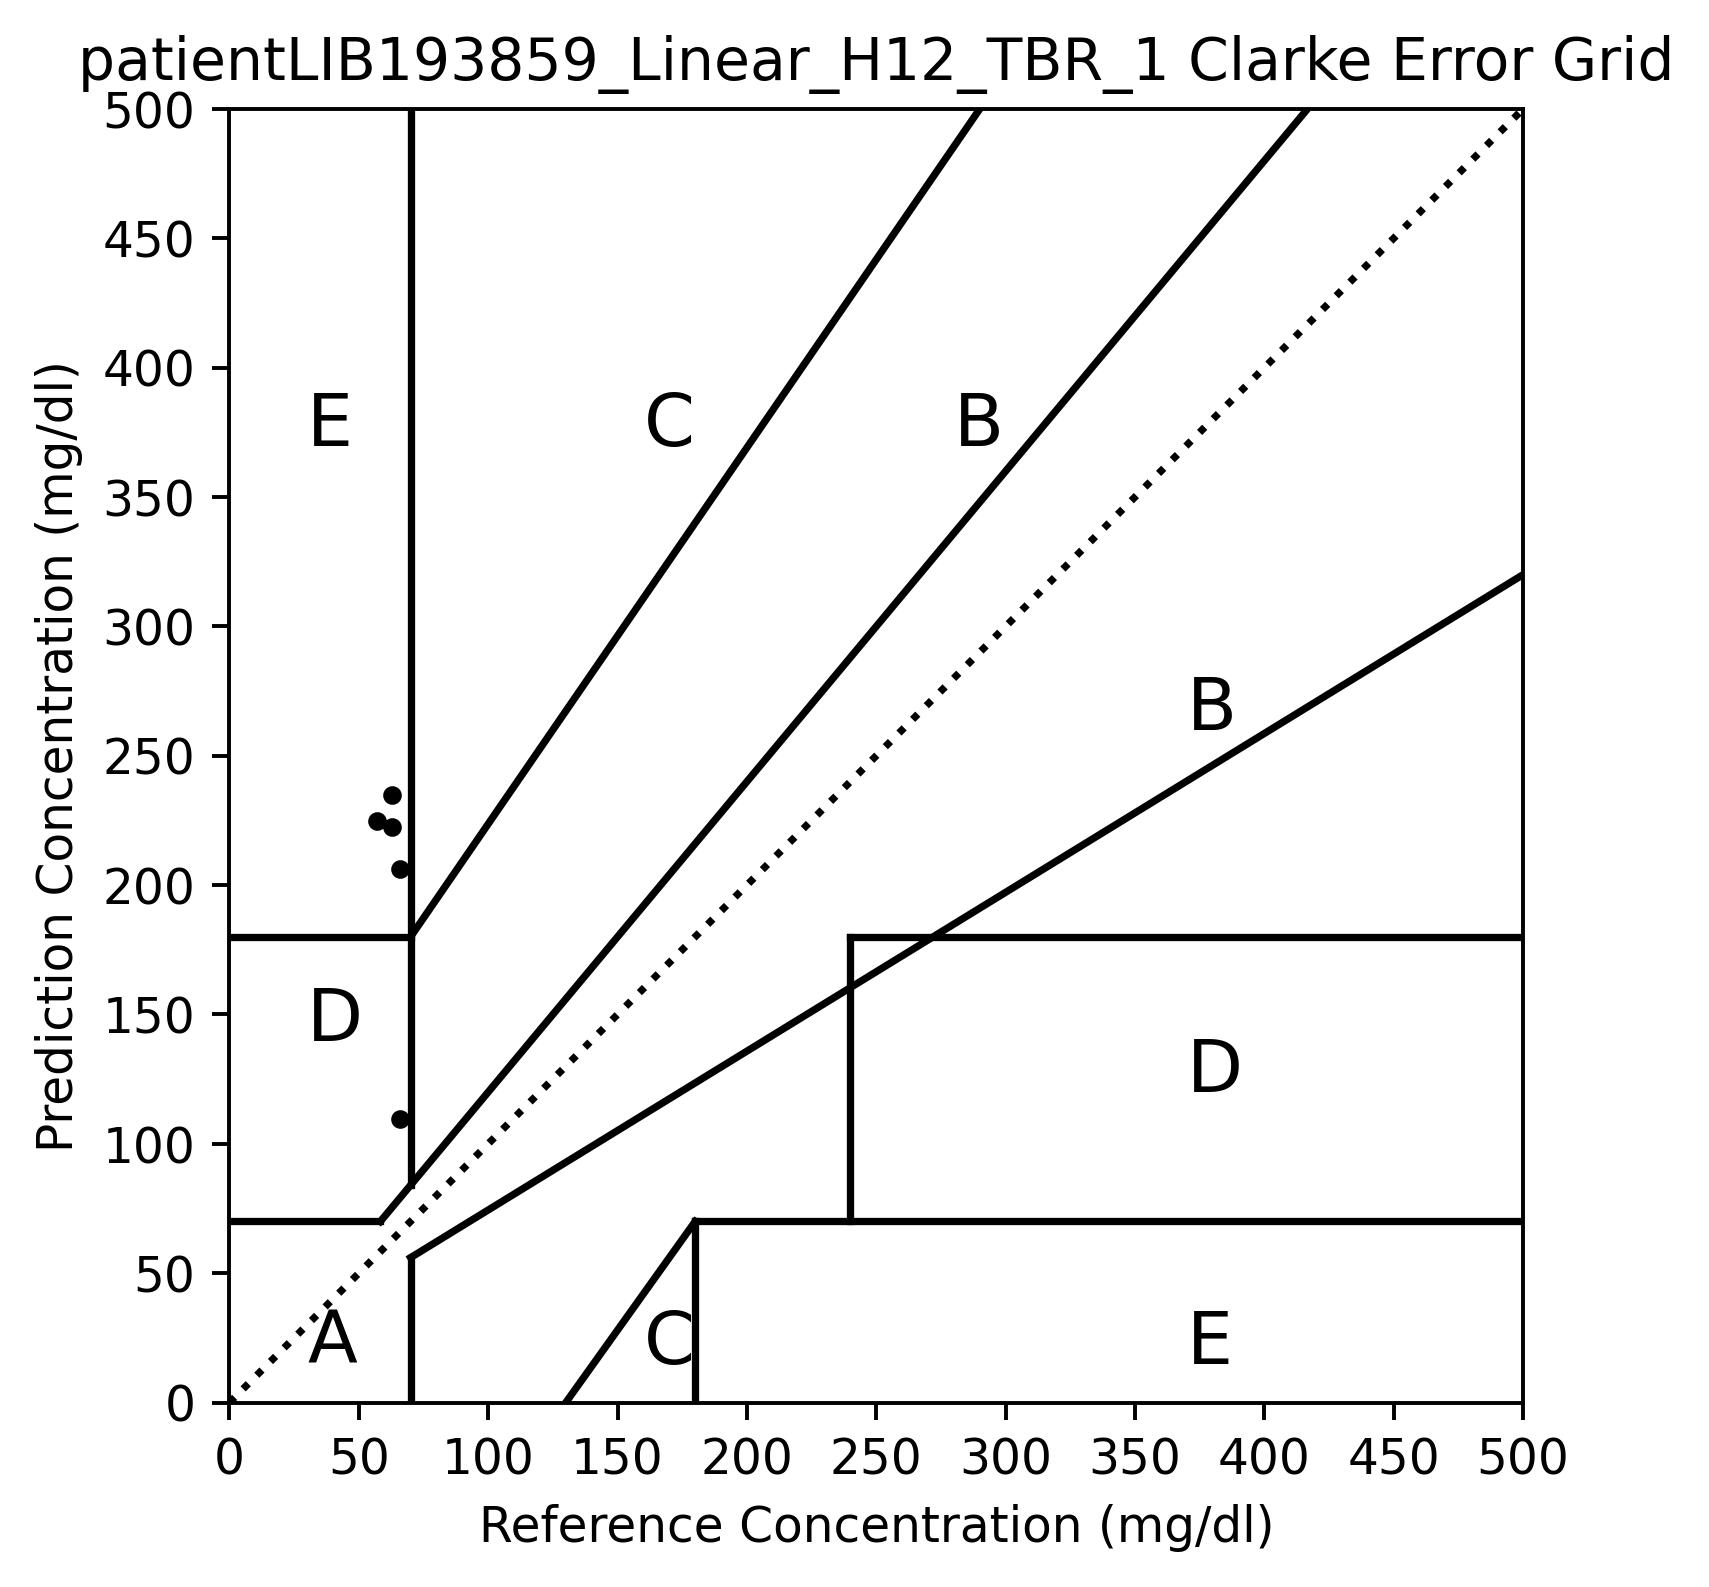 patientLIB193859_Linear_H12_TBR_1 Clarke Error Grid
500
450
400
350
300
250
200
150
100
50
0
Prediction Concentration (mg/dl)
E
C
B
B
D
D
A
C
E
0 50 100 150 200 250 300 350 400 450 500
Reference Concentration (mg/dl)